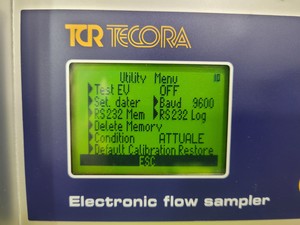 TCR TECORA
Utility Menu
Test EV OFF
Set dater Baud 9600
RS232 Mem RS232 Log
Delete Memory
Condition ATTUALE
Default Calibration Restore
ESC
Electronic flow sampler